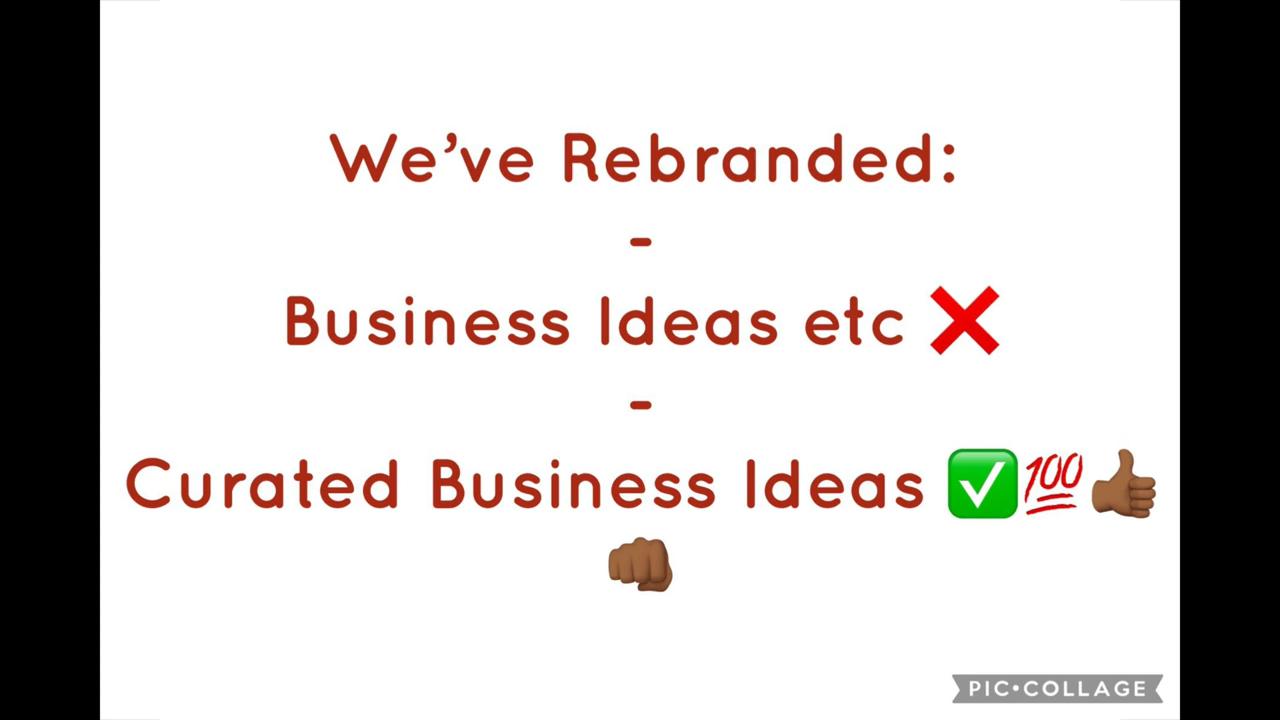 We’ve Rebranded:
-
Business Ideas etc ❌
-
Curated Business Ideas ✅💯👍🏾
👊🏾
PIC•COLLAGE